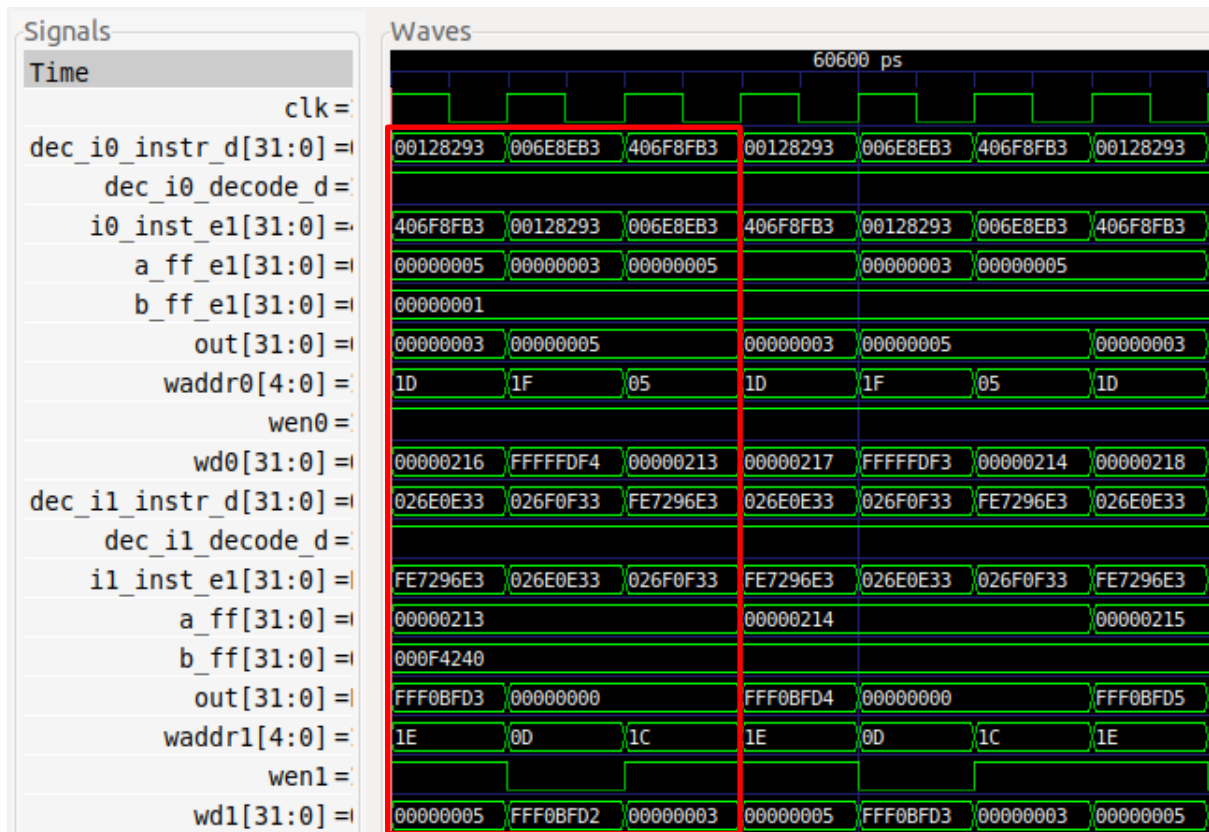 Signals
Waves
Time
60600 ps
clk=
dec_i0_instr_d[31:0]=
00128293 006E8EB3 406F8FB3 00128293 006E8EB3 406F8FB3 00128293
dec_i0_decode_d=
i0_inst_e1[31:0]=
406F8FB3 00128293 006E8EB3 406F8FB3 00128293 006E8EB3 406F8FB3
a_ff_e1[31:0]=
00000005 00000003 00000005 00000003 00000005
b_ff_e1[31:0]=
00000001
out[31:0]=
00000003 00000005 00000003 00000005 00000003
waddr0[4:0]=
1D 1F 05 1D 1F 05 1D
wen0=
wd0[31:0]=
00000216 FFFFFDF4 00000213 00000217 FFFFFDF3 00000214 00000218
dec_i1_instr_d[31:0]=
026E0E33 026F0F33 FE7296E3 026E0E33 026F0F33 FE7296E3 026E0E33
dec_i1_decode_d=
i1_inst_e1[31:0]=
FE7296E3 026E0E33 026F0F33 FE7296E3 026E0E33 026F0F33 FE7296E3
a_ff[31:0]=
00000213 00000214 00000215
b_ff[31:0]=
000F4240
out[31:0]=
FFF0BFD3 00000000 FFF0BFD4 00000000 FFF0BFD5
waddr1[4:0]=
1E 0D 1C 1E 0D 1C 1E
wen1=
wd1[31:0]=
00000005 FFF0BFD2 00000003 00000005 FFF0BFD3 00000003 00000005